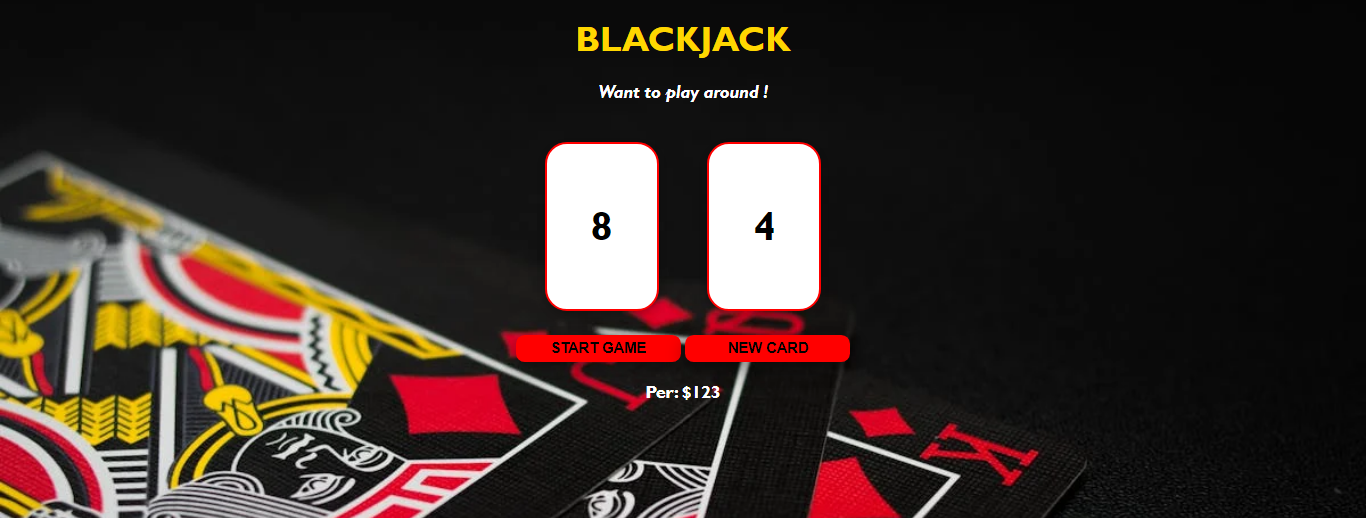 BLACKJACK
Want to play around !
8 4
START GAME NEW CARD
Per: $123
Q
J
K